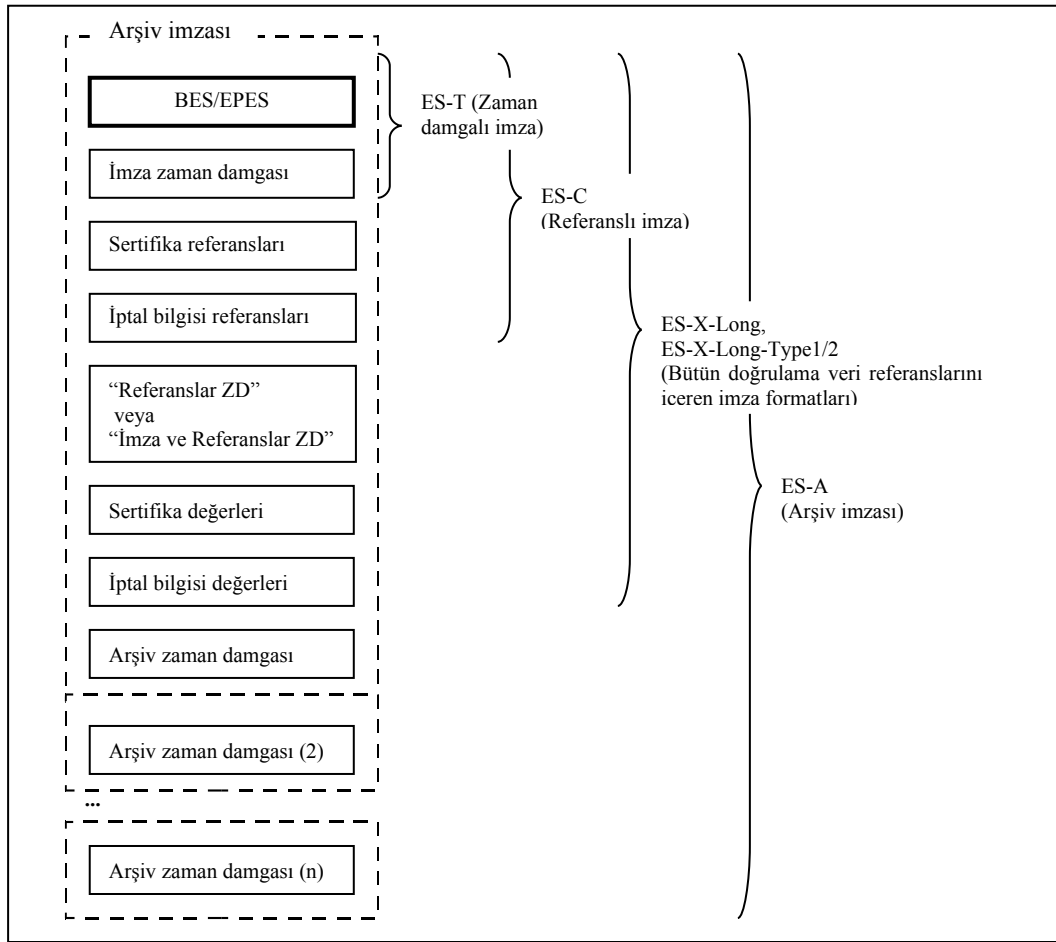 Arşiv imzası
BES/EPES
İmza zaman damgası
Sertifika referansları
İptal bilgisi referansları
“Referanslar ZD”
veya
“İmza ve Referanslar ZD”
Sertifika değerleri
İptal bilgisi değerleri
Arşiv zaman damgası
Arşiv zaman damgası (2)
...
Arşiv zaman damgası (n)
ES-T (Zaman
damgalı imza)
ES-C
(Referanslı imza)
ES-X-Long,
ES-X-Long-Type1/2
(Bütün doğrulama veri referanslarını
iceren imza formatları)
ES-A
(Arşiv imzası)